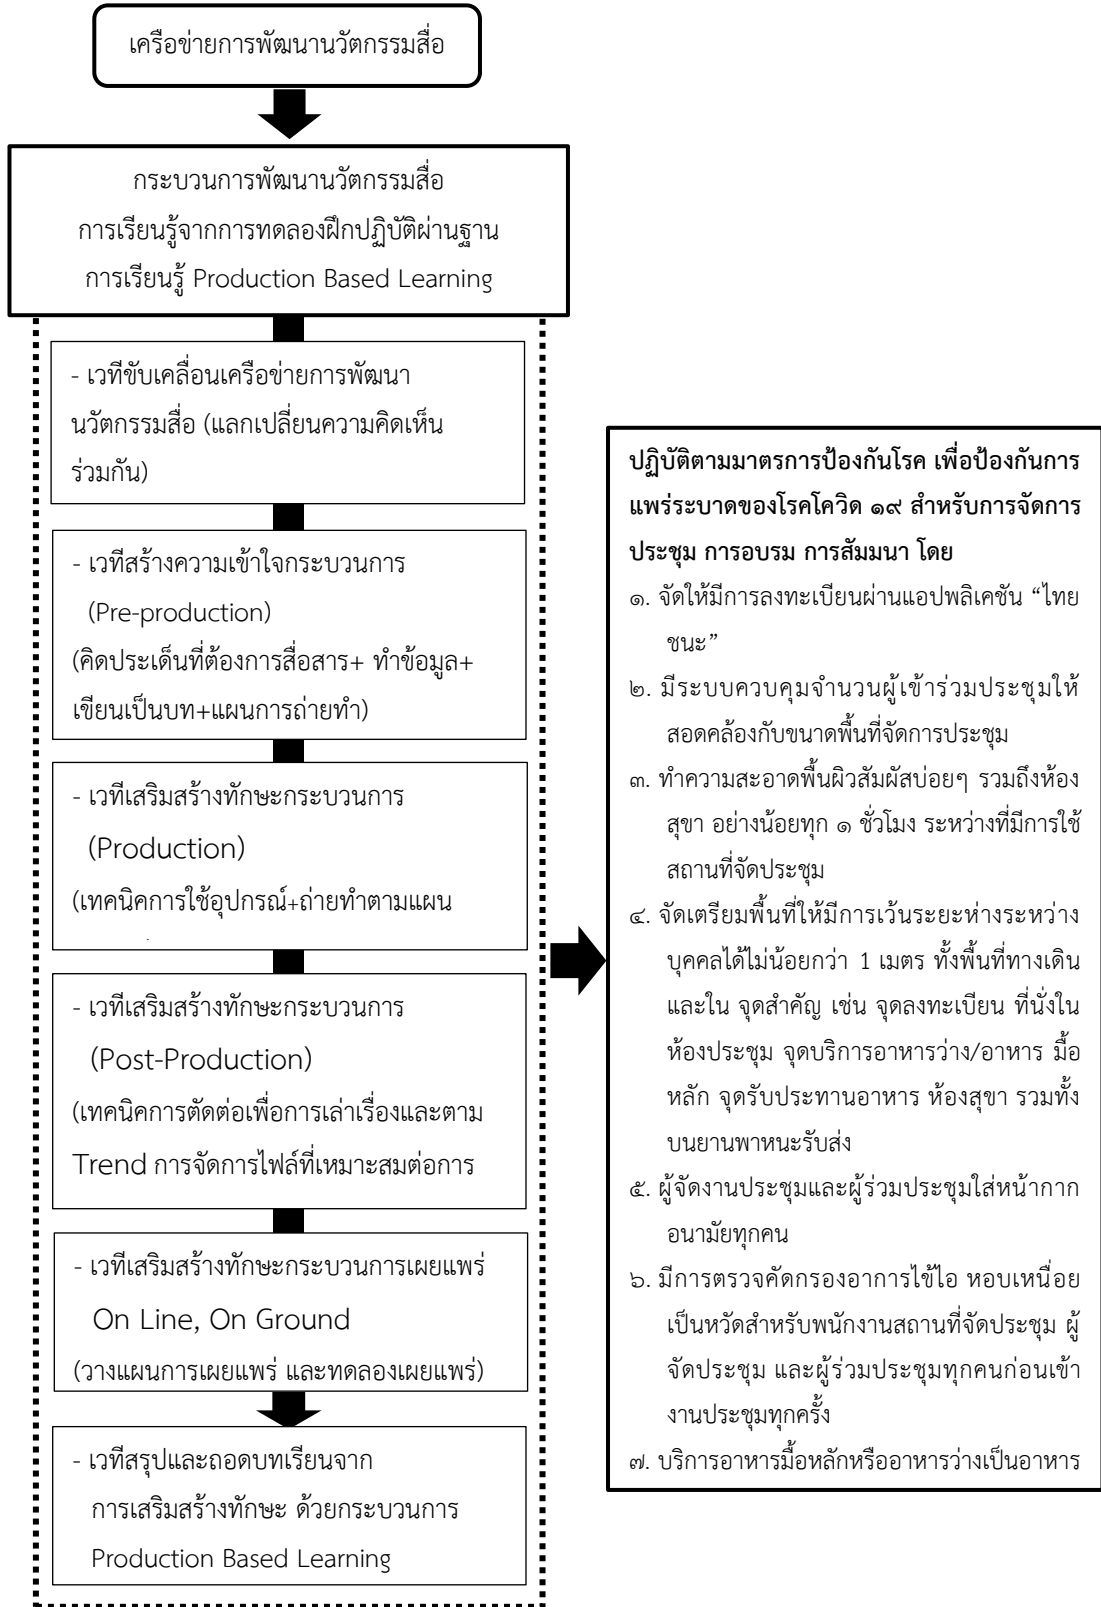 เครือข่ายการพัฒนานวัตกรรมสื่อ
กระบวนการพัฒนานวัตกรรมสื่อ
การเรียนรู้จากการทดลองฝึกปฏิบัติผ่านฐาน
การเรียนรู้ Production Based Learning
- เวทีขับเคลื่อนเครือข่ายการพัฒนา
นวัตกรรมสื่อ (แลกเปลี่ยนความคิดเห็น
ร่วมกัน)
- เวทีสร้างความเข้าใจกระบวนการ
(Pre-production)
(คิดประเด็นที่ต้องการสื่อสาร+ ทำข้อมูล+
เขียนเป็นบท+แผนการถ่ายทำ)
- เวทีเสริมสร้างทักษะกระบวนการ
(Production)
(เทคนิคการใช้อุปกรณ์+ถ่ายทำตามแผน
- เวทีเสริมสร้างทักษะกระบวนการ
(Post-Production)
(เทคนิคการตัดต่อเพื่อการเล่าเรื่องและตาม
Trend การจัดการไฟล์ที่เหมาะสมต่อการ
- เวทีเสริมสร้างทักษะกระบวนการเผยแพร่
On Line, On Ground
(วางแผนการเผยแพร่ และทดลองเผยแพร่)
- เวทีสรุปและถอดบทเรียนจาก
การเสริมสร้างทักษะ ด้วยกระบวนการ
Production Based Learning
ปฏิบัติตามมาตรการป้องกันโรค เพื่อป้องกันการ
แพร่ระบาดของโรคโควิด ๑๙ สำหรับการจัดการ
ประชุม การอบรม การสัมมนา โดย
๑. จัดให้มีการลงทะเบียนผ่านแอปพลิเคชัน “ไทย
ชนะ”
๒. มีระบบควบคุมจำนวนผู้เข้าร่วมประชุมให้
สอดคล้องกับขนาดพื้นที่จัดการประชุม
๓. ทำความสะอาดพื้นผิวสัมผัสบ่อยๆ รวมถึงห้อง
สุขา อย่างน้อยทุก ๑ ชั่วโมง ระหว่างที่มีการใช้
สถานที่จัดประชุม
๔. จัดเตรียมพื้นที่ให้มีการเว้นระยะห่างระหว่าง
บุคคลได้ไม่น้อยกว่า 1 เมตร ทั้งพื้นที่ทางเดิน
และใน จุดสำคัญ เช่น จุดลงทะเบียน ที่นั่งใน
ห้องประชุม จุดบริการอาหารว่าง/อาหาร มื้อ
หลัก จุดรับประทานอาหาร ห้องสุขา รวมทั้ง
บนยานพาหนะรับส่ง
๕. ผู้จัดงานประชุมและผู้ร่วมประชุมใส่หน้ากาก
อนามัยทุกคน
๖. มีการตรวจคัดกรองอาการไข้ไอ หอบเหนื่อย
เป็นหวัดสำหรับพนักงานสถานที่จัดประชุม ผู้
จัดประชุม และผู้ร่วมประชุมทุกคนก่อนเข้า
งานประชุมทุกครั้ง
๗. บริการอาหารมื้อหลักหรืออาหารว่างเป็นอาหาร